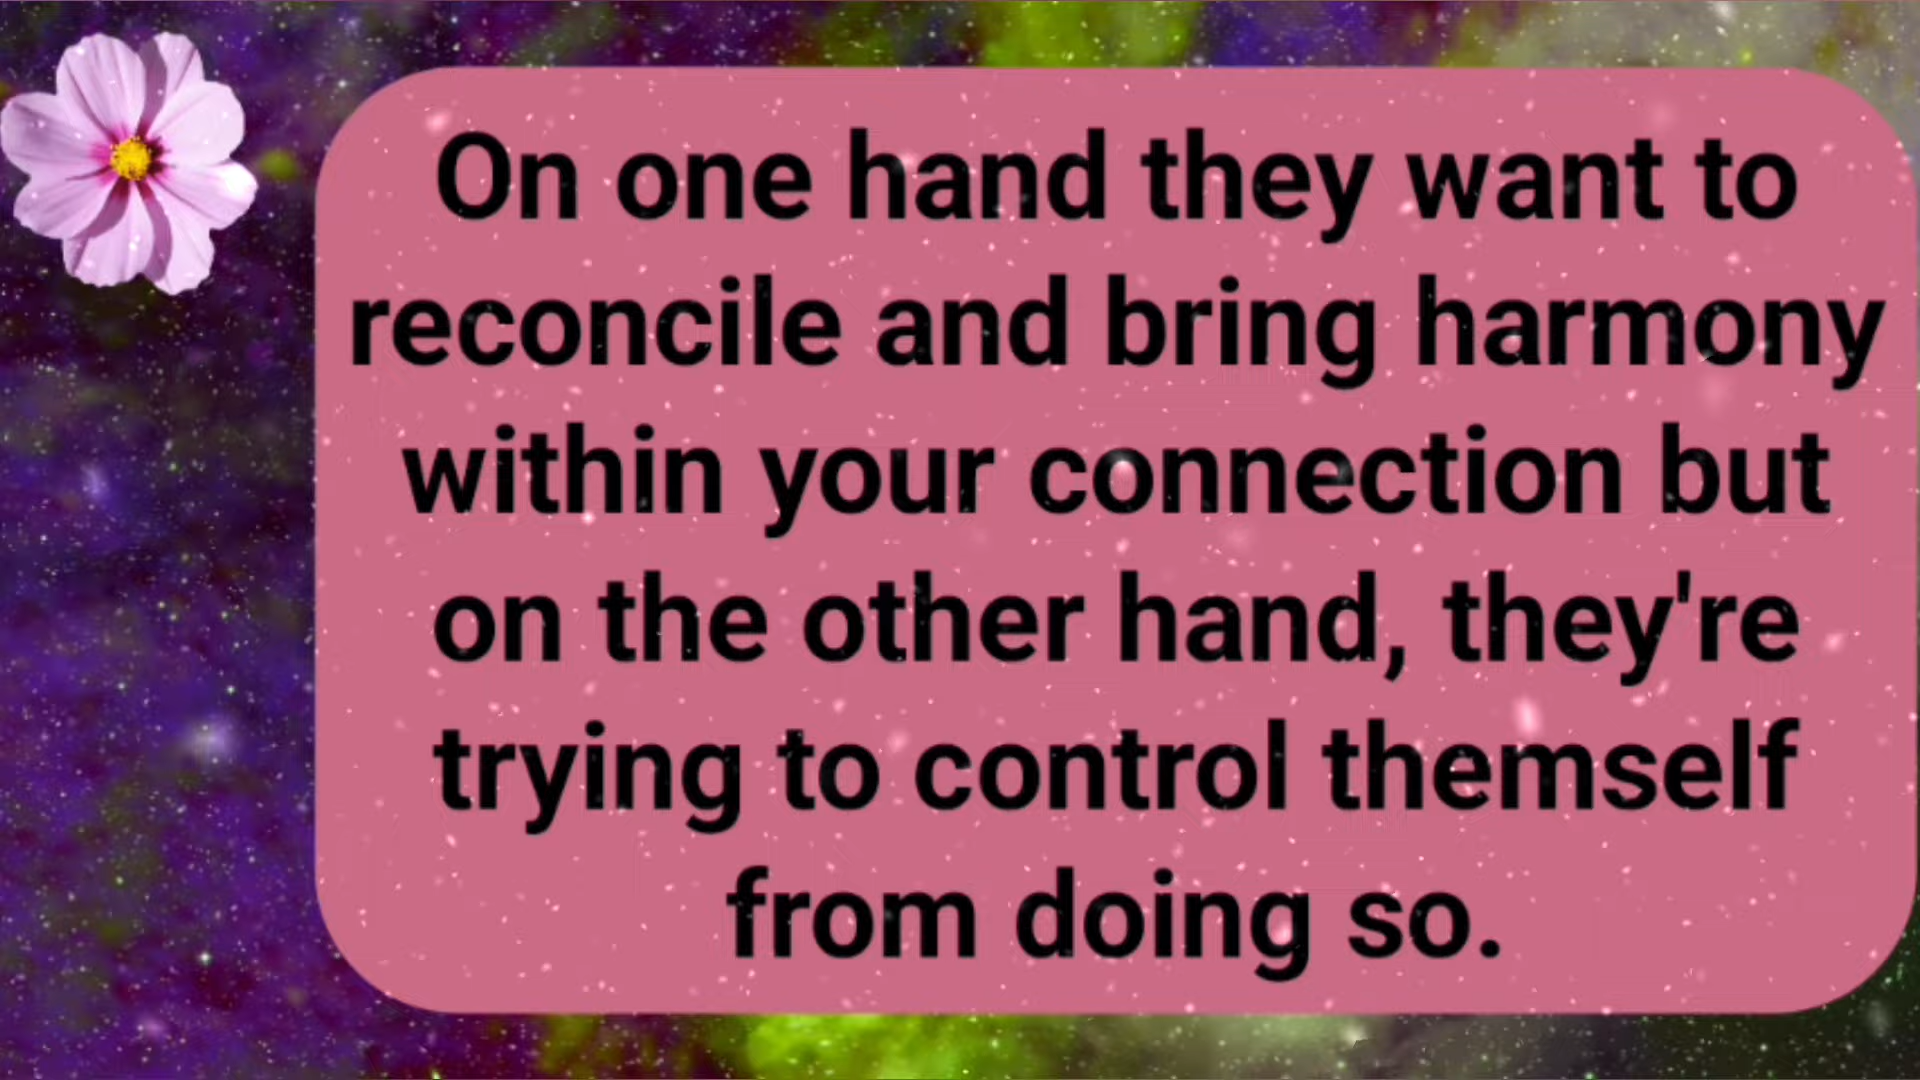 On one hand they want to
reconcile and bring harmony
within your connection but
on the other hand, they're
trying to control themself
from doing so.